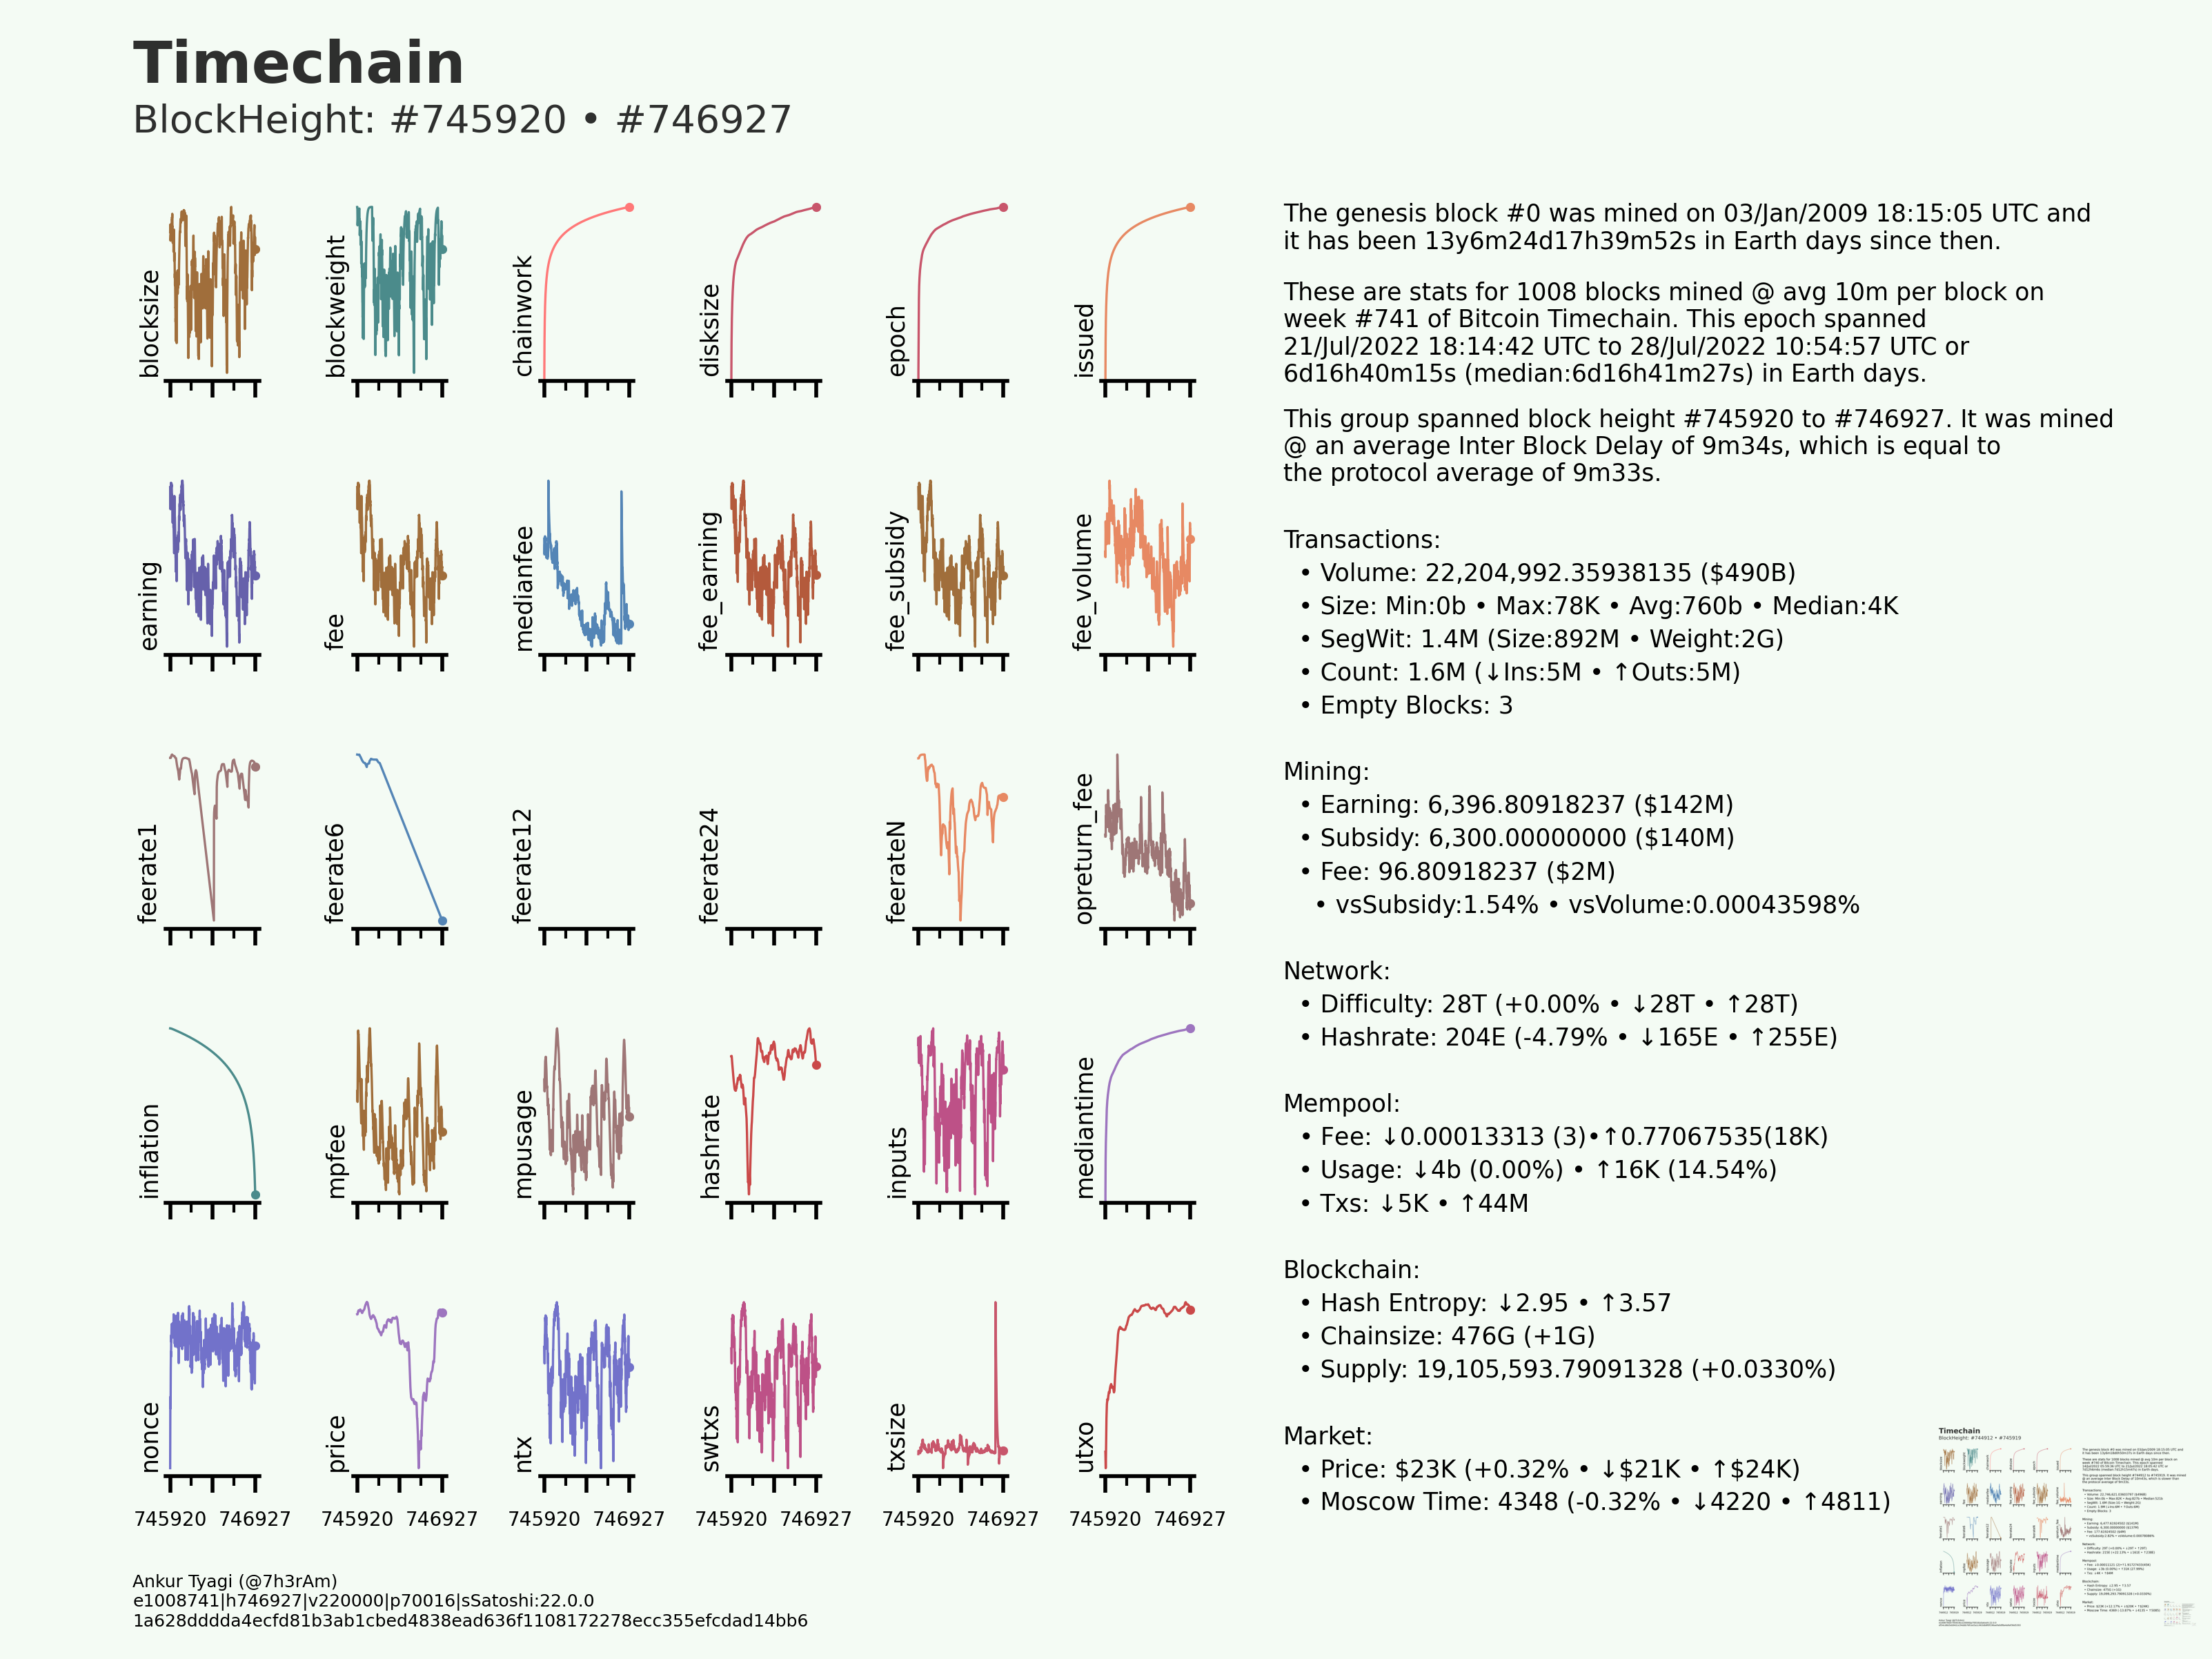 Timechain
BlockHeight: #745920 • #746927
blocksize
blockweight
chainwork
disksize
epoch
issued
earning
fee
medianfee
fee_earning
fee_subsidy
fee_volume
feerate1
feerate6
feerate12
feerate24
feerateN
opreturn_fee
inflation
mpfee
mpusage
hashrate
inputs
mediantime
nonce
price
ntx
swtxs
txsize
utxo
745920 746927 745920 746927 745920 746927 745920 746927 745920 746927 745920 746927
The genesis block #0 was mined on 03/Jan/2009 18:15:05 UTC and
it has been 13y6m24d17h39m52s in Earth days since then.
These are stats for 1008 blocks mined @ avg 10m per block on
week #741 of Bitcoin Timechain. This epoch spanned
21/Jul/2022 18:14:42 UTC to 28/Jul/2022 10:54:57 UTC or
6d16h40m15s (median:6d16h41m27s) in Earth days.
This group spanned block height #745920 to #746927. It was mined
@ an average Inter Block Delay of 9m34s, which is equal to
the protocol average of 9m33s.
Transactions:
• Volume: 22,204,992.35938135 ($490B)
• Size: Min:0b • Max:78K • Avg:760b • Median:4K
• SegWit: 1.4M (Size:892M • Weight:2G)
• Count: 1.6M (↓Ins:5M • ↑Outs:5M)
• Empty Blocks: 3
Mining:
• Earning: 6,396.80918237 ($142M)
• Subsidy: 6,300.00000000 ($140M)
• Fee: 96.80918237 ($2M)
• vsSubsidy:1.54% • vsVolume:0.00043598%
Network:
• Difficulty: 28T (+0.00% • ↓28T • ↑28T)
• Hashrate: 204E (-4.79% • ↓165E • ↑255E)
Mempool:
• Fee: ↓0.00013313 (3)•↑0.77067535(18K)
• Usage: ↓4b (0.00%) • ↑16K (14.54%)
• Txs: ↓5K • ↑44M
Blockchain:
• Hash Entropy: ↓2.95 • ↑3.57
• Chainsize: 476G (+1G)
• Supply: 19,105,593.79091328 (+0.0330%)
Market:
• Price: $23K (+0.32% • ↓$21K • ↑$24K)
• Moscow Time: 4348 (-0.32% • ↓4220 • ↑4811)
Ankur Tyagi (@7h3rAm)
e1008741|h746927|v220000|p70016|sSatoshi:22.0.0
1a628dddda4ecfd81b3ab1cbed4838ead636f1108172278ecc355efcdad14bb6
Timechain
BlockHeight: #744912 • #745919